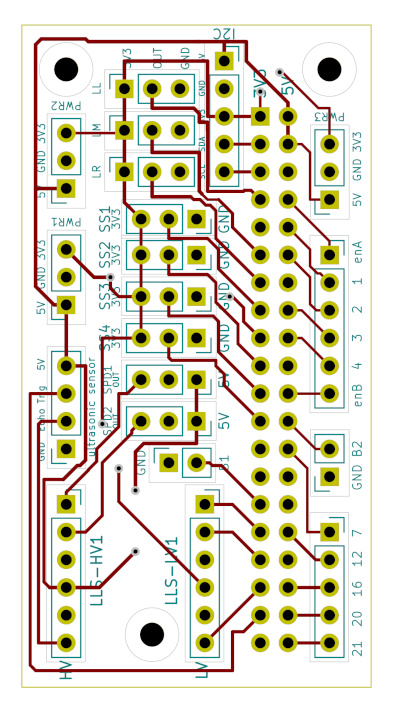 I2C
3V3
OUT
GND
5V
GND
3V3
SDA
SCL
3V3
5V
LL
LM
LR
PWR2
3V3
GND
5V
PWR3
3V3
GND
5V
PWR1
3V3
GND
5V
SS1
3V3
GND
SS2
3V3
GND
SS3
3V3
GND
SS4
3V3
GND
enA
1
2
3
4
enB
5V
Trig
GND
ultrasonic sensor
SPD1
OUT
5V
SPD2
OUT
5V
GND
B1
B2
GND
LLS-HV1
HV
LLS-LV1
LV
7
12
16
20
21